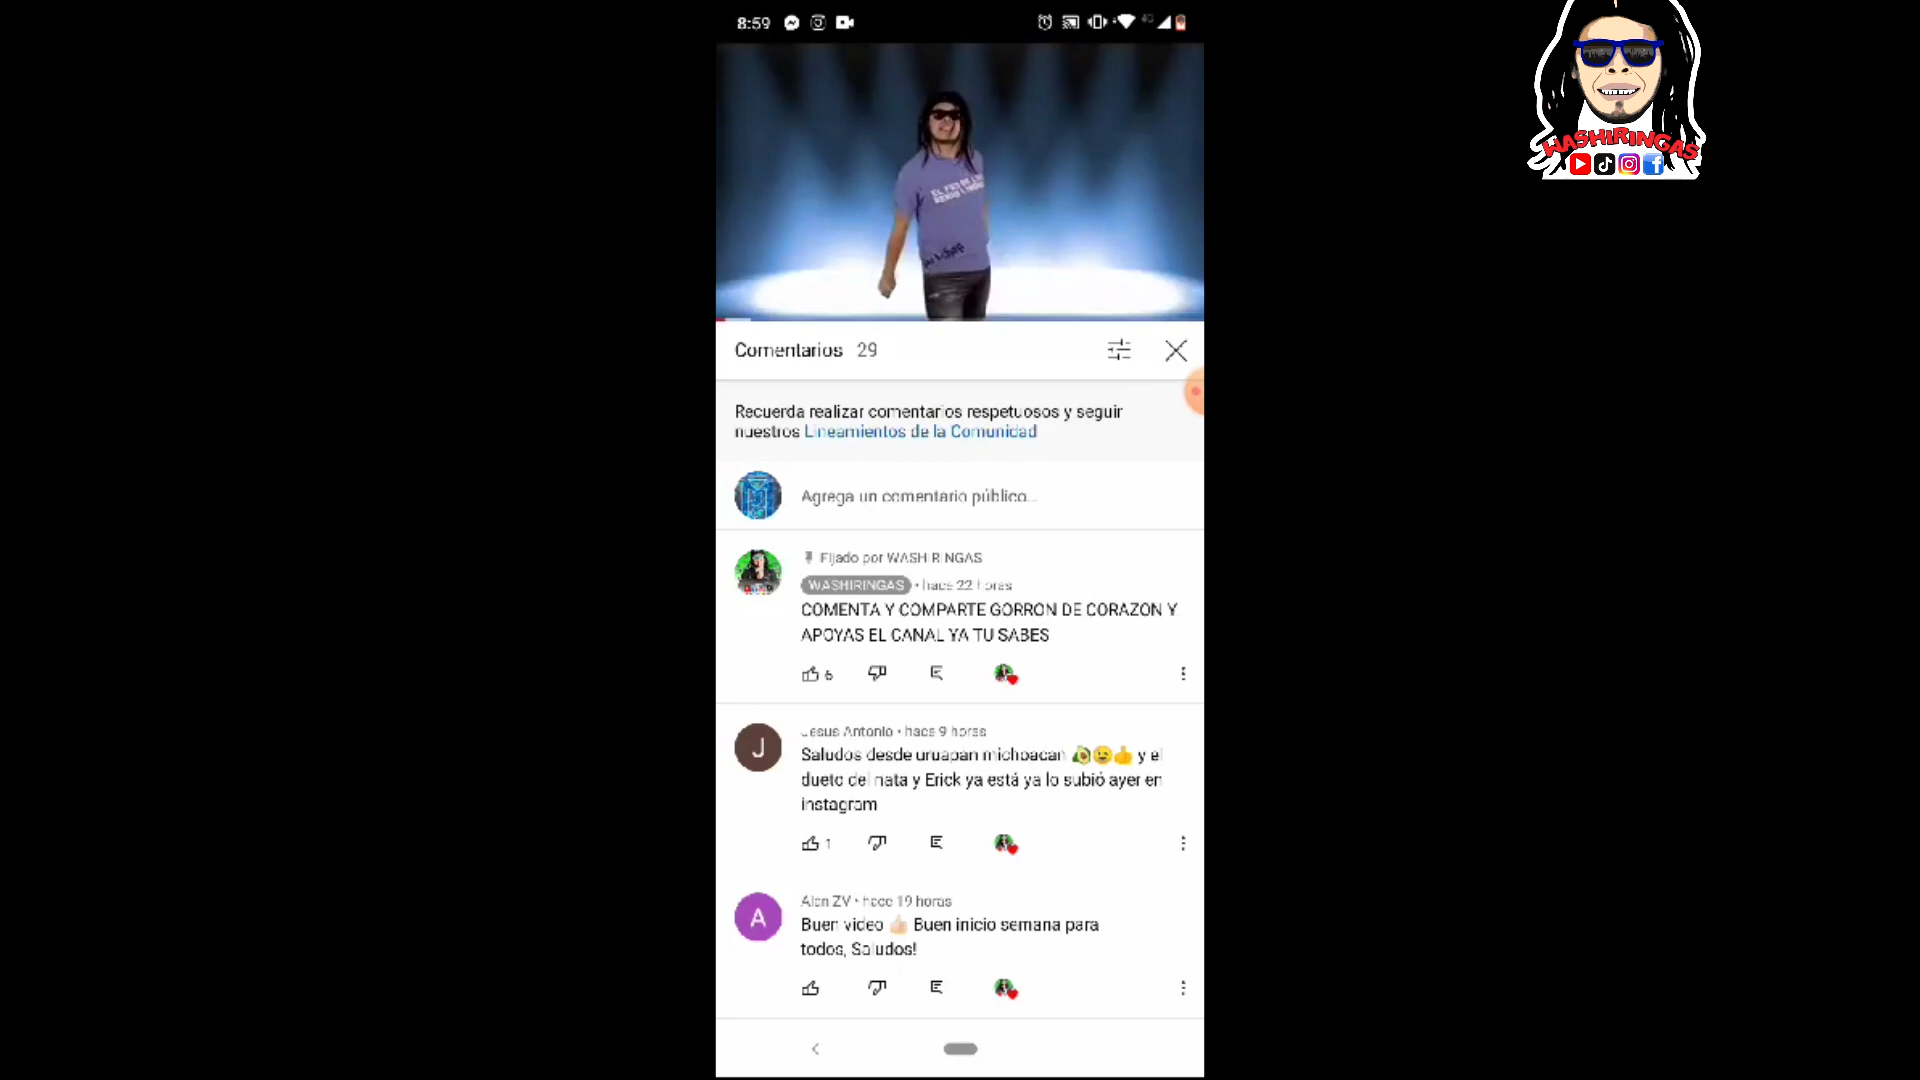 8:59
WASHIRINGAS
Comentarios 29
Recuerda realizar comentarios respetuosos y seguir
nuestros Lineamientos de la Comunidad
Agrega un comentario público...
Fijado por WASHIRINGAS
WASHIRINGAS • hace 22 horas
COMENTA Y COMPARTE GORRON DE CORAZON Y
APOYAS EL CANAL YA TU SABES
6
J
Jesus Antonio • hace 9 horas
Saludos desde uruapan michoacan 🥑😉👍 y el
dueto del nata y Erick ya está ya lo subió ayer en
instagram
1
A
Alan ZV • hace 19 horas
Buen video 👍🏻 Buen inicio semana para
todos, Saludos!